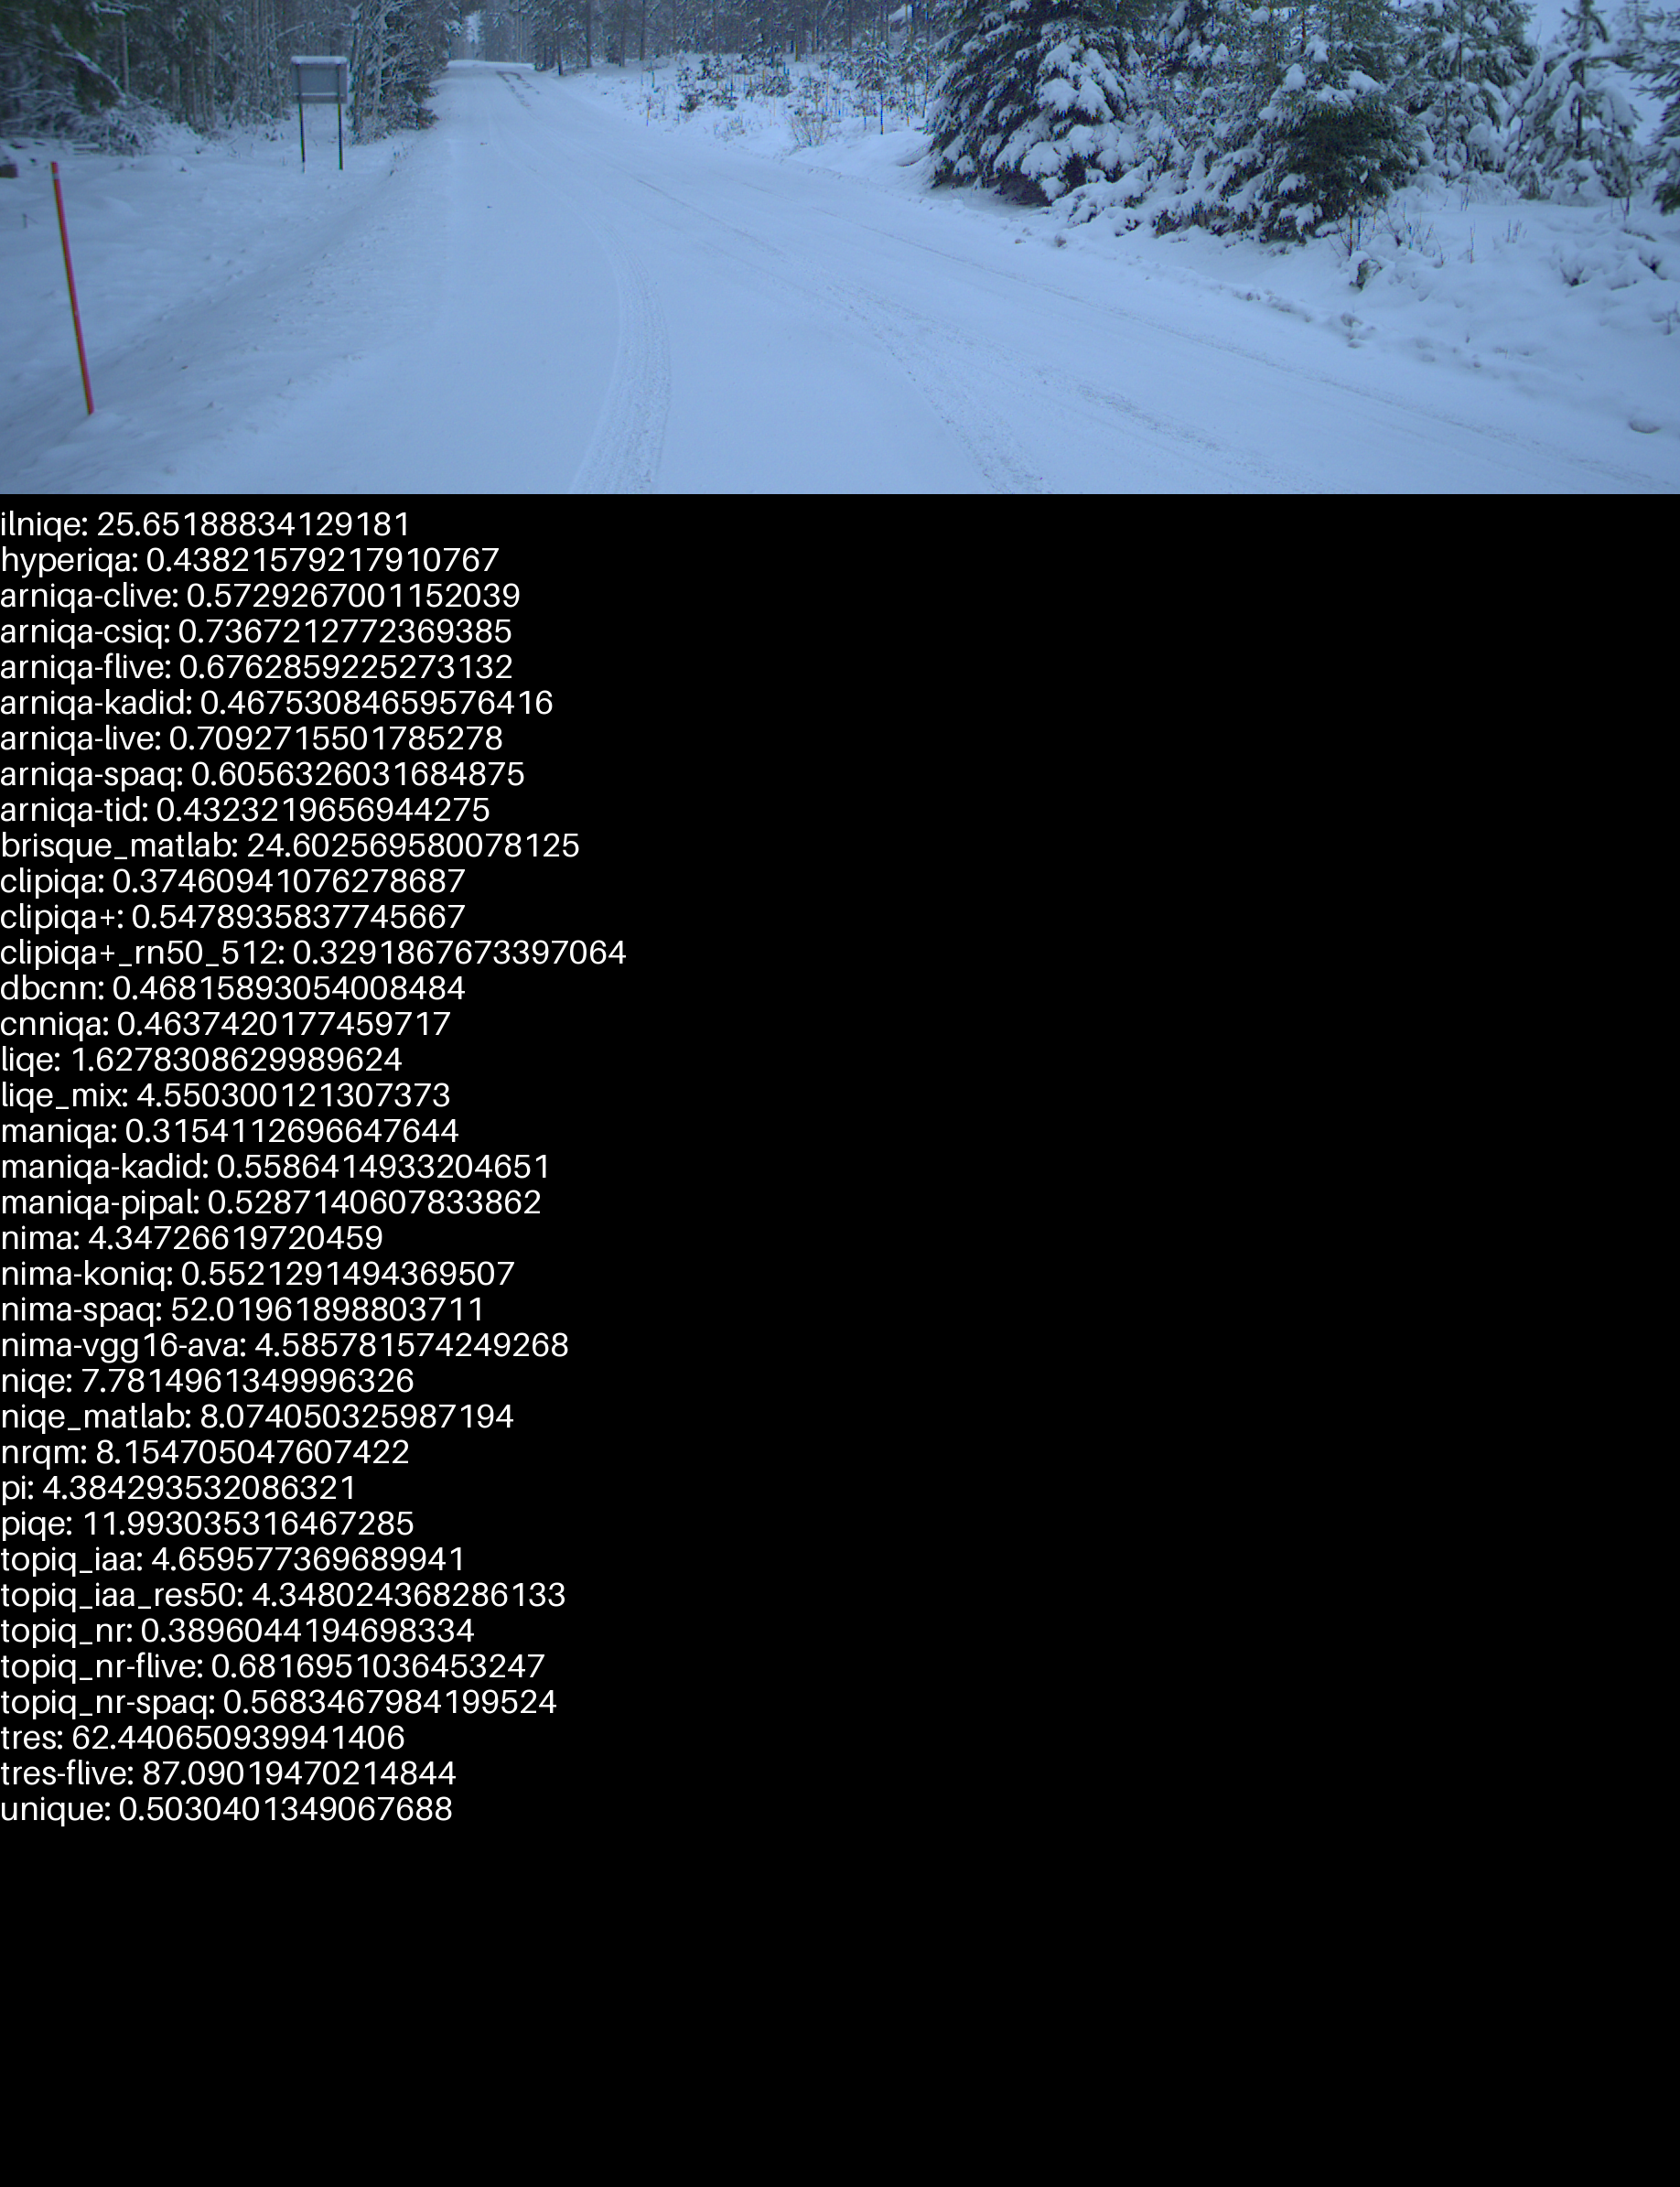 ilniqe: 25.65188834129181
hyperiqa: 0.43821579217910767
arniqa-clive: 0.5729267001152039
arniqa-csiq: 0.7367212772369385
arniqa-flive: 0.6762859225273132
arniqa-kadid: 0.46753084659576416
arniqa-live: 0.7092715501785278
arniqa-spaq: 0.6056326031684875
arniqa-tid: 0.4323219656944275
brisque_matlab: 24.602569580078125
clipiqa: 0.37460941076278687
clipiqa+: 0.5478935837745667
clipiqa+_rn50_512: 0.3291867673397064
dbcnn: 0.46815893054008484
cnniqa: 0.4637420177459717
liqe: 1.6278308629989624
liqe_mix: 4.550300121307373
maniqa: 0.3154112696647644
maniqa-kadid: 0.5586414933204651
maniqa-pipal: 0.5287140607833862
nima: 4.34726619720459
nima-koniq: 0.5521291494369507
nima-spaq: 52.01961898803711
nima-vgg16-ava: 4.585781574249268
niqe: 7.7814961349996326
niqe_matlab: 8.074050325987194
nrqm: 8.154705047607422
pi: 4.384293532086321
piqe: 11.993035316467285
topiq_iaa: 4.659577369689941
topiq_iaa_res50: 4.348024368286133
topiq_nr: 0.3896044194698334
topiq_nr-flive: 0.6816951036453247
topiq_nr-spaq: 0.5683467984199524
tres: 62.440650939941406
tres-flive: 87.09019470214844
unique: 0.5030401349067688